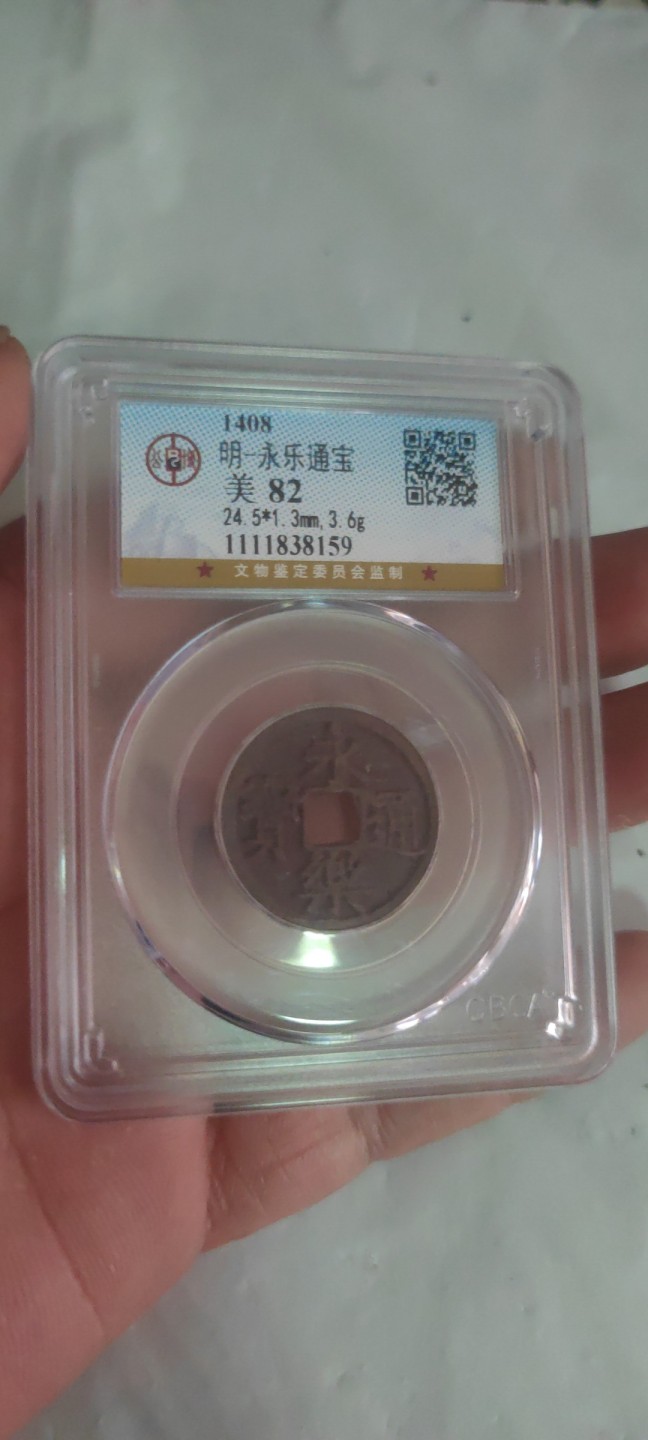 1408
明-永乐通宝
美 82
24.5*1.3mm,3.6g
1111838159
★ 文物鉴定委员会监制 ★
永
寳 通
樂